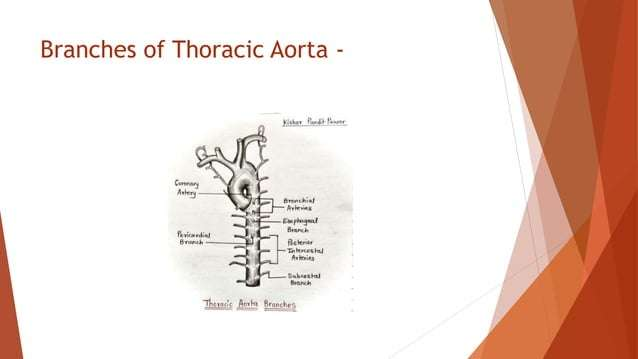 Branches of Thoracic Aorta -
Kishor Pandit Pawar
Coronary
Artery
Bronchial
Arteries
Esophageal
Branch
Pericardial
Branch
Posterior
Intercostal
Arteries
Subcostal
Branch
Thoracic Aorta Branches